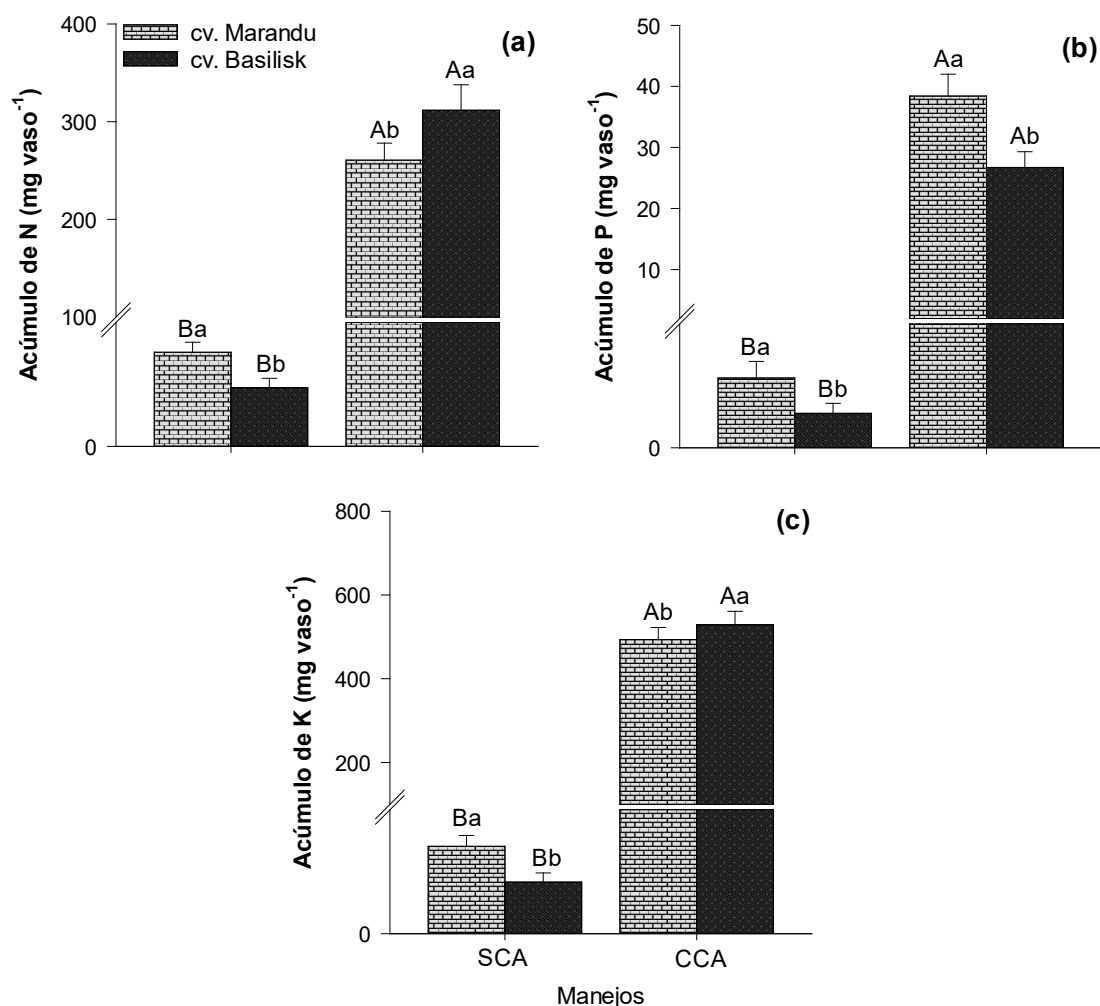 cv. Marandu
cv. Basilisk
(a)
Acúmulo de N (mg vaso⁻¹)
400
300
200
100
0
Ba
Bb
Ab
Aa
(b)
Acúmulo de P (mg vaso⁻¹)
50
40
30
20
10
0
Ba
Bb
Aa
Ab
(c)
Acúmulo de K (mg vaso⁻¹)
800
600
400
200
0
Ba
Bb
Ab
Aa
SCA
CCA
Manejos